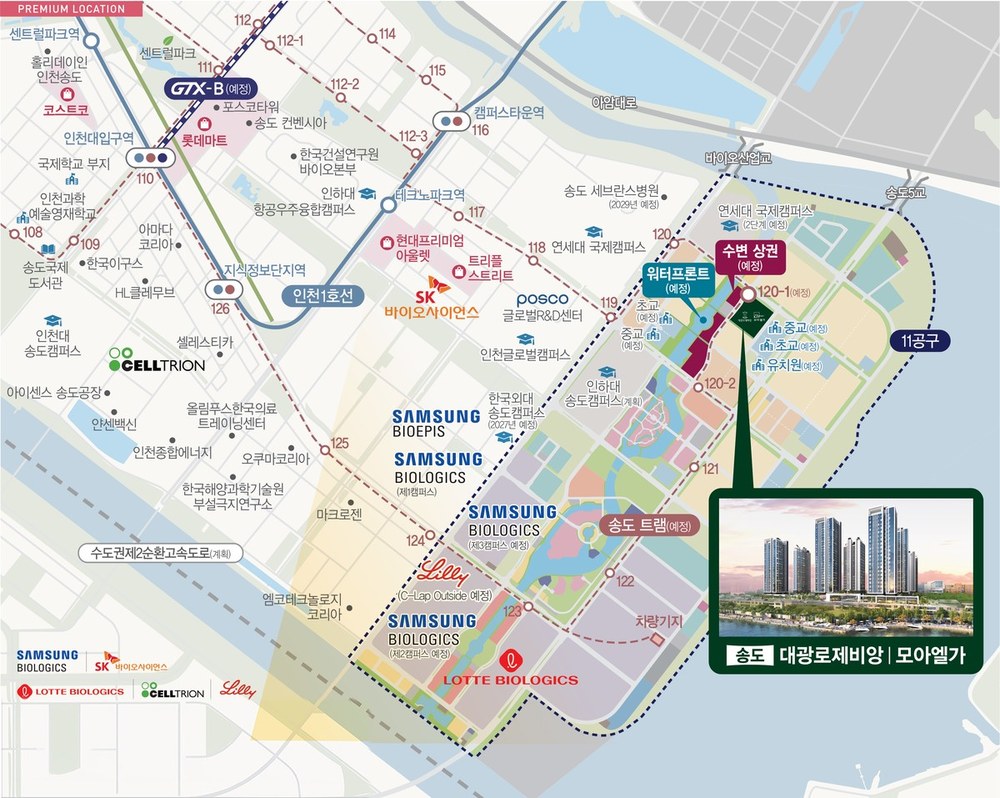 PREMIUM LOCATION
센트럴파크역
홀리데이인
인천송도
코스트코
센트럴파크
112
112-1
114
111
GTX-B(예정)
112-2
115
포스코타워
송도 컨벤시아
롯데마트
캠퍼스타운역
116
아암대로
인천대입구역
110
112-3
국제학교 부지
한국건설연구원
바이오본부
바이오산업교
송도5교
인천과학
예술영재학교
인하대
항공우주융합캠퍼스
테크노파크역
송도 세브란스병원
(2029년 예정)
연세대 국제캠퍼스
(2단계 예정)
108
109
117
아마다
코리아
송도국제
도서관
한국이구스
현대프리미엄
아울렛
트리플
스트리트
118
연세대 국제캠퍼스
120
수변 상권
(예정)
지식정보단지역
126
HL클레무브
인천1호선
SK
바이오사이언스
posco
글로벌R&D센터
워터프론트
(예정)
120-1(예정)
119
초교
(예정)
중교
(예정)
중교(예정)
초교(예정)
유치원(예정)
11공구
인천대
송도캠퍼스
셀레스티카
CELLTRION
인천글로벌캠퍼스
인하대
송도캠퍼스(계획)
120-2
아이센스 송도공장
얀센백신
올림푸스한국의료
트레이닝센터
한국외대
송도캠퍼스
(2027년 예정)
SAMSUNG
BIOEPIS
인천종합에너지
오쿠마코리아
125
SAMSUNG
BIOLOGICS
(제1캠퍼스)
121
한국해양과학기술원
부설극지연구소
마크로젠
SAMSUNG
BIOLOGICS
(제3캠퍼스 예정)
송도 트램(예정)
수도권제2순환고속도로(계획)
124
Lilly
(C-Lap Outside 예정)
122
엠코테크놀로지
코리아
123
SAMSUNG
BIOLOGICS
(제2캠퍼스 예정)
차량기지
LOTTE BIOLOGICS
송도 대광로제비앙 | 모아엘가
SAMSUNG
BIOLOGICS
SK 바이오사이언스
LOTTE BIOLOGICS
CELLTRION
Lilly